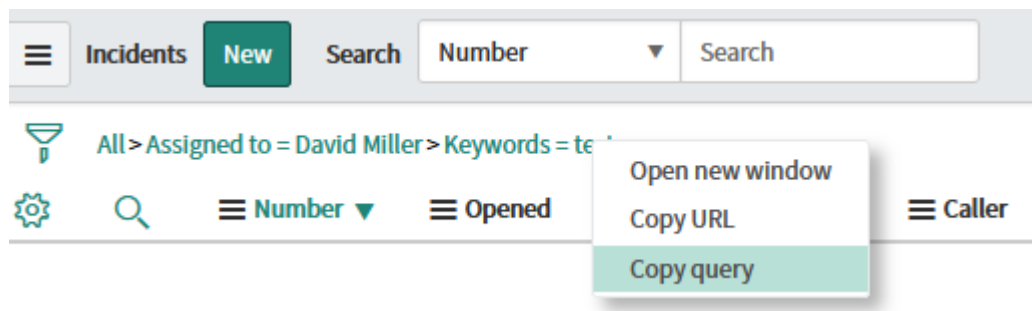 Incidents New Search Number Search
All > Assigned to = David Miller > Keywords =
Open new window
Number Opened Copy URL Caller
Copy query